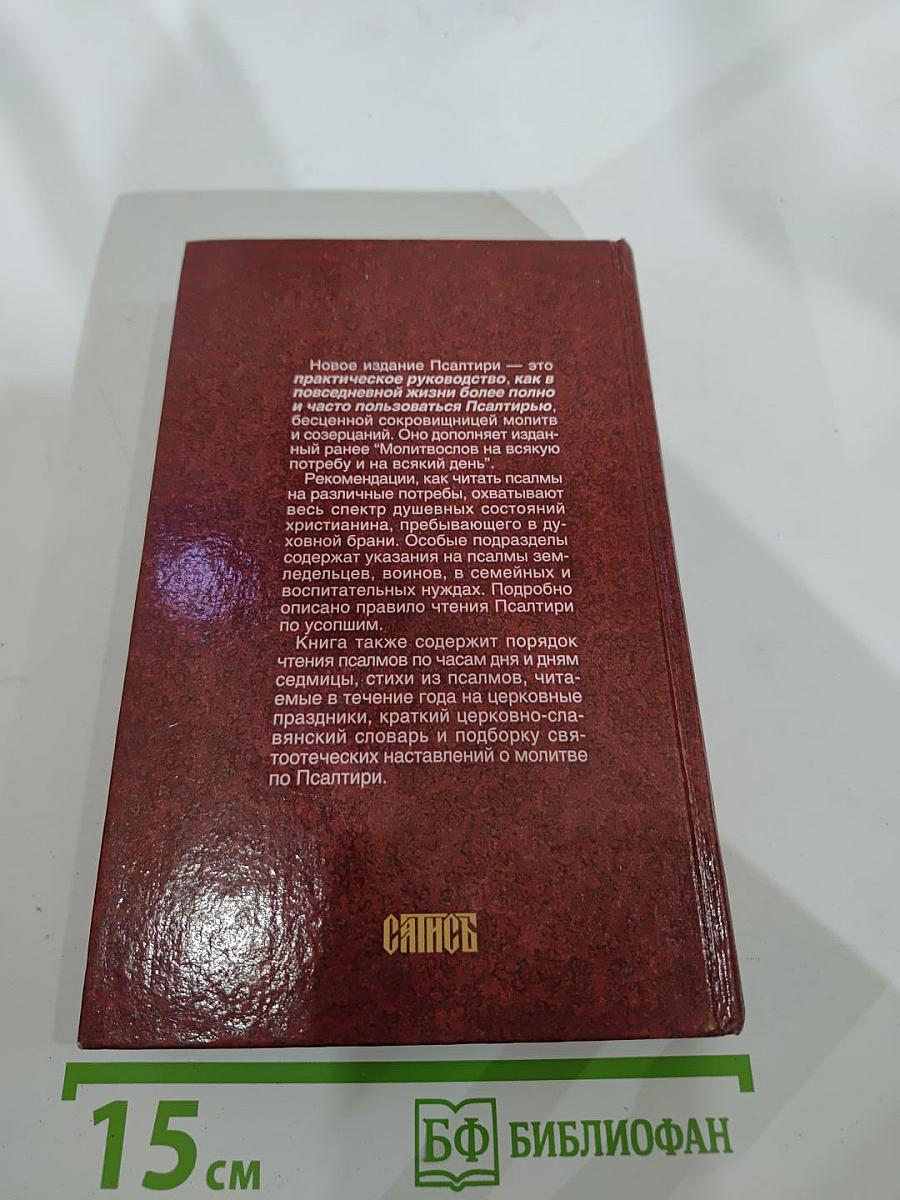 Новое издание Псалтири — это
практическое руководство, как в
повседневной жизни более полно
и часто пользоваться Псалтирью,
бесценной сокровищницей молитв
и созерцаний. Оно дополняет издан-
ный ранее "Молитвослов на всякую
потребу и на всякий день".
Рекомендации, как читать псалмы
на различные потребы, охватывают
весь спектр душевных состояний
христианина, пребывающего в ду-
ховной брани. Особые подразделы
содержат указания на псалмы зем-
ледельцев, воинов, в семейных и
воспитательных нуждах. Подробно
описано правило чтения Псалтири
по усопшим.
Книга также содержит порядок
чтения псалмов по часам дня и дням
седмицы, стихи из псалмов, чита-
емые в течение года на церковные
праздники, краткий церковно-сла-
вянский словарь и подборку свя-
тоотеческих наставлений о молитве
по Псалтири.
САТИСЪ
15 см
БФ БИБЛИОФАН